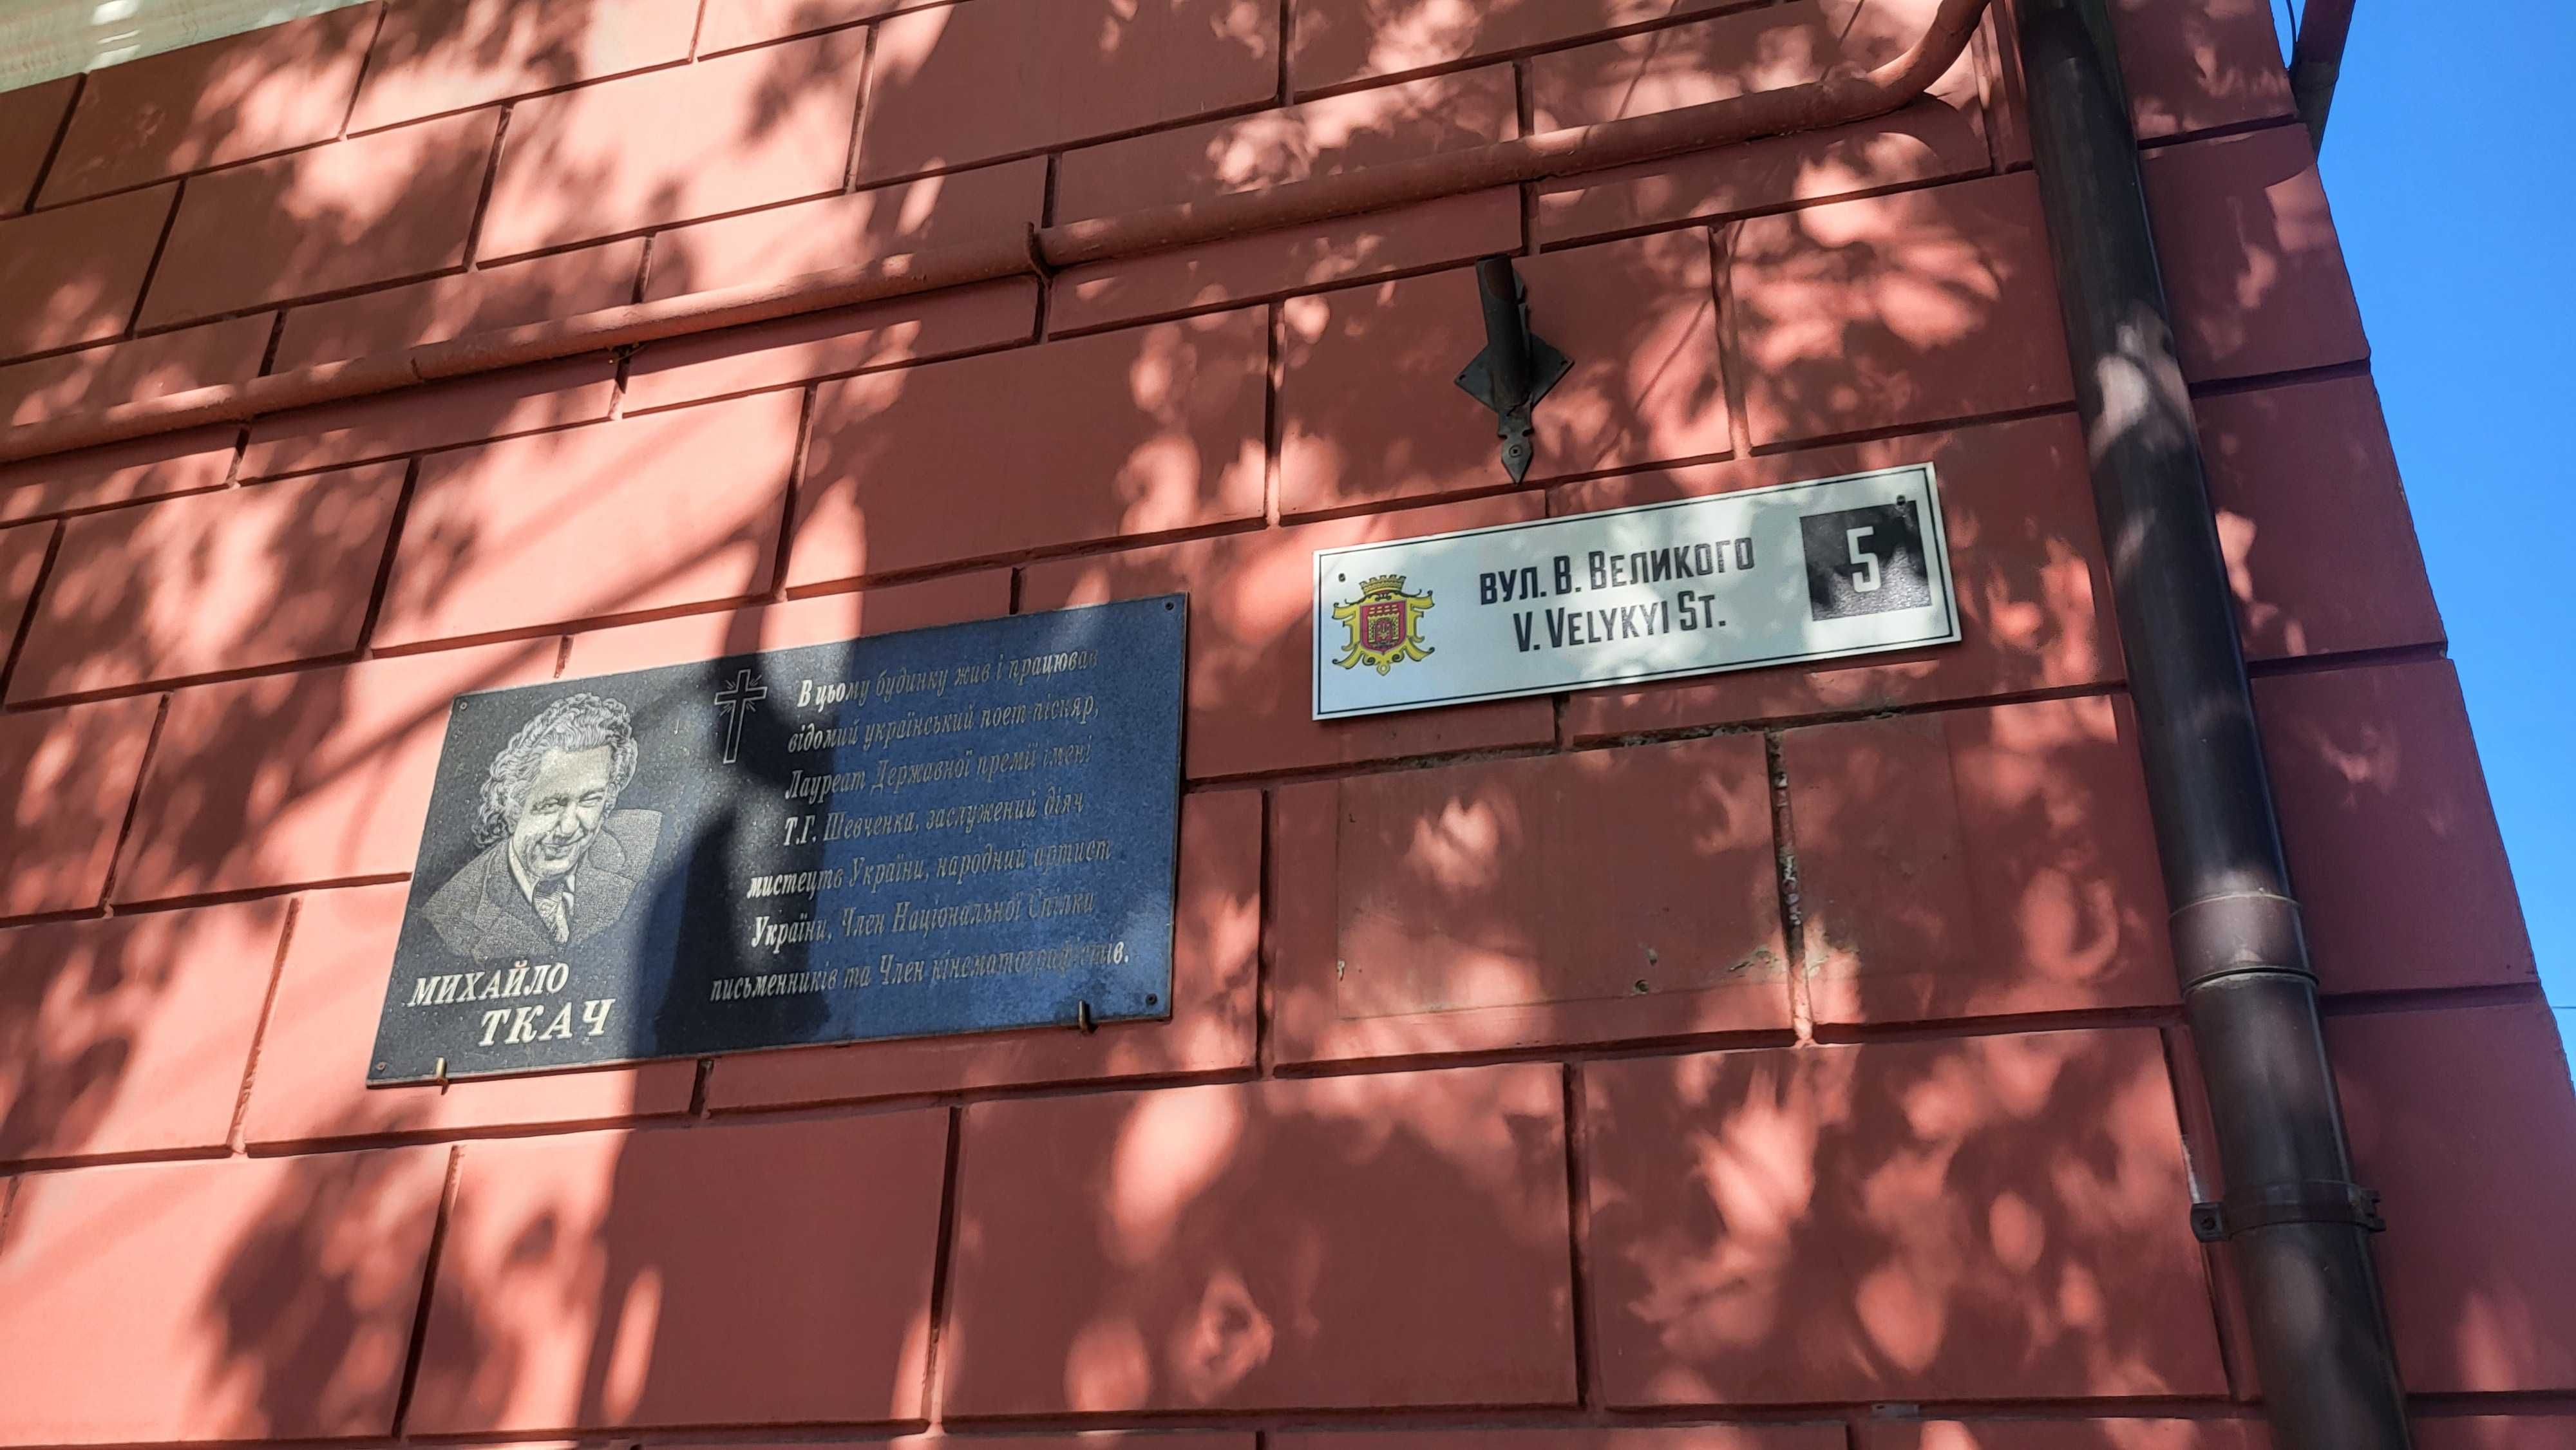 МИХАЙЛО
ТКАЧ
В цьому будинку жив і працював
відомий український поет-пісняр,
Лауреат Державної премії імені
Т.Г. Шевченка, заслужений діяч
мистецтв України, народний артист
України, Член Національної Спілки
письменників та Член кінематографістів.
ВУЛ. В. ВЕЛИКОГО
V. VELYKYI ST.
5